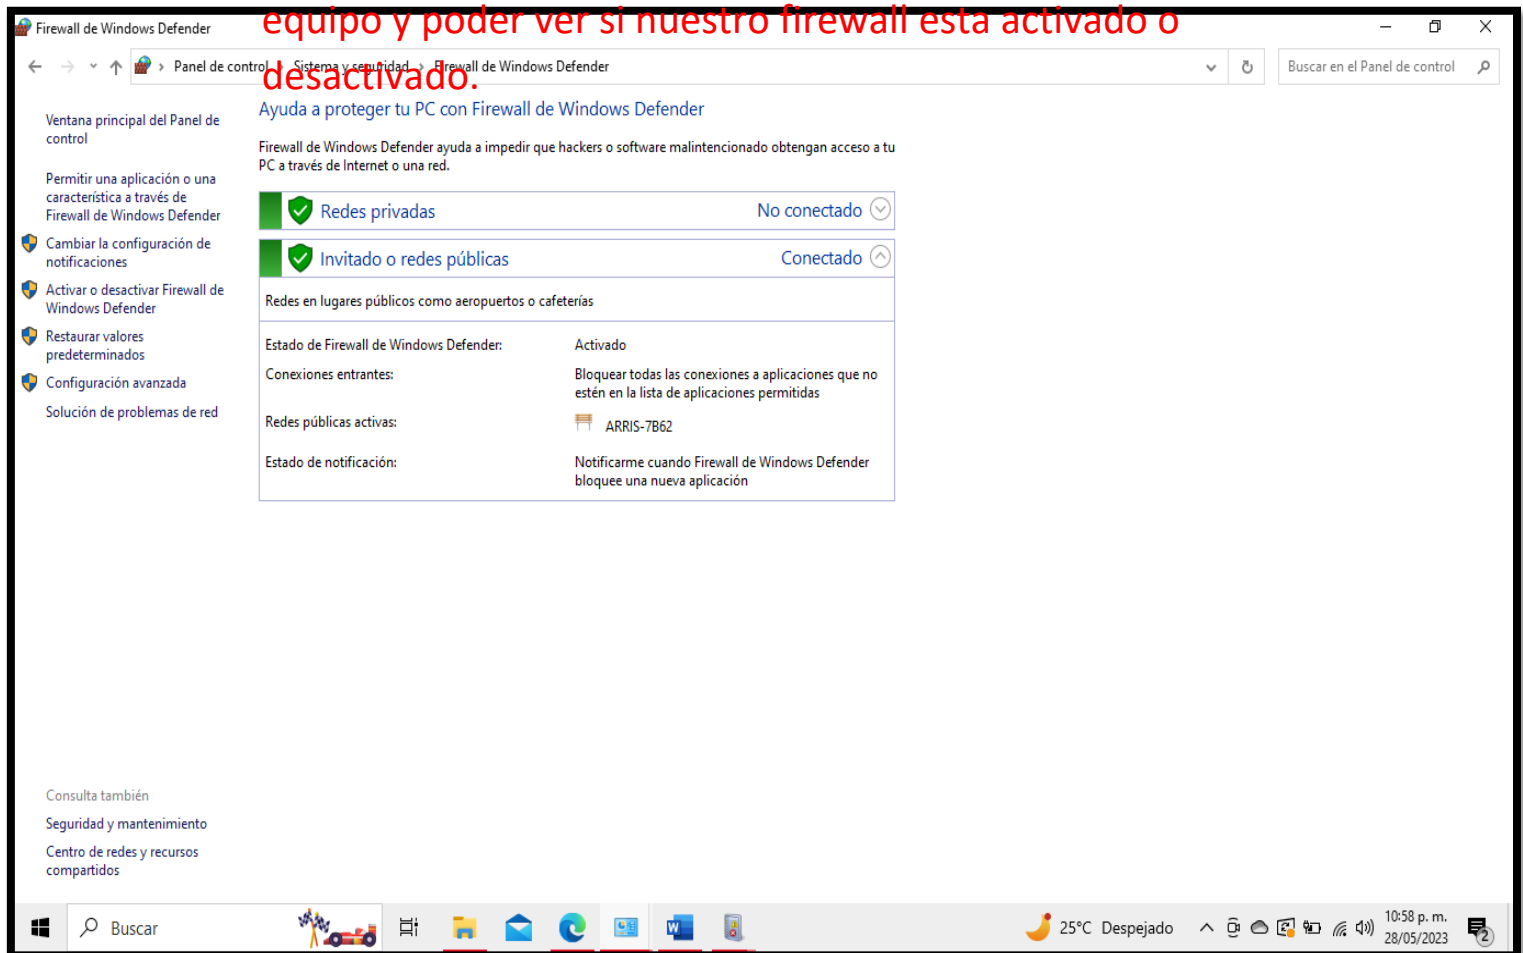 equipo y poder ver si nuestro firewall esta activado o
desactivado.
Firewall de Windows Defender
Panel de control > Sistema y seguridad > Firewall de Windows Defender
Buscar en el Panel de control
Ventana principal del Panel de
control
Permitir una aplicación o una
característica a través de
Firewall de Windows Defender
Cambiar la configuración de
notificaciones
Activar o desactivar Firewall de
Windows Defender
Restaurar valores
predeterminados
Configuración avanzada
Solución de problemas de red
Ayuda a proteger tu PC con Firewall de Windows Defender
Firewall de Windows Defender ayuda a impedir que hackers o software malintencionado obtengan acceso a tu
PC a través de Internet o una red.
Redes privadas No conectado
Invitado o redes públicas Conectado
Redes en lugares públicos como aeropuertos o cafeterías
Estado de Firewall de Windows Defender: Activado
Conexiones entrantes: Bloquear todas las conexiones a aplicaciones que no
estén en la lista de aplicaciones permitidas
Redes públicas activas: ARRIS-7B62
Estado de notificación: Notificarme cuando Firewall de Windows Defender
bloquee una nueva aplicación
Consulta también
Seguridad y mantenimiento
Centro de redes y recursos
compartidos
Buscar
25°C Despejado
10:58 p. m.
28/05/2023
2